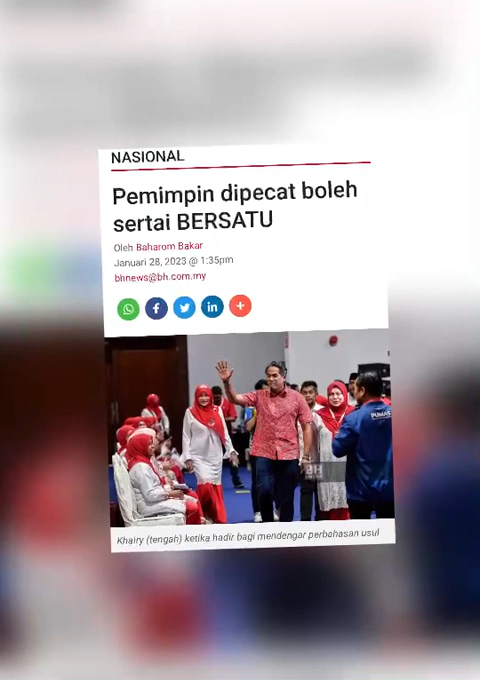 NASIONAL
Pemimpin dipecat boleh
sertai BERSATU
Oleh Baharom Bakar
Januari 28, 2023 @ 1:35pm
bhnews@bh.com.my
PUMAS
BH
Khairy (tengah) ketika hadir bagi mendengar perbahasan usul